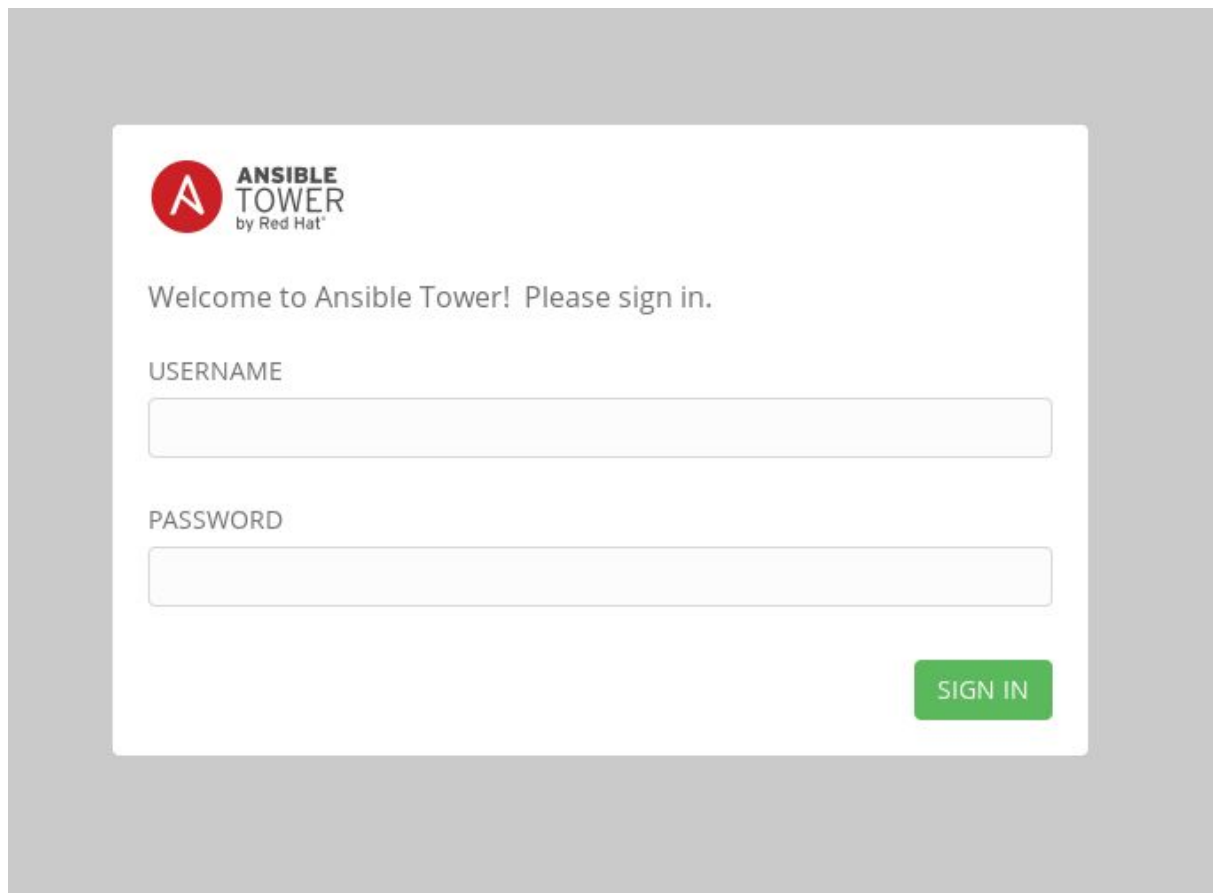 ANSIBLE
TOWER
by Red Hat®
Welcome to Ansible Tower! Please sign in.
USERNAME
PASSWORD
SIGN IN